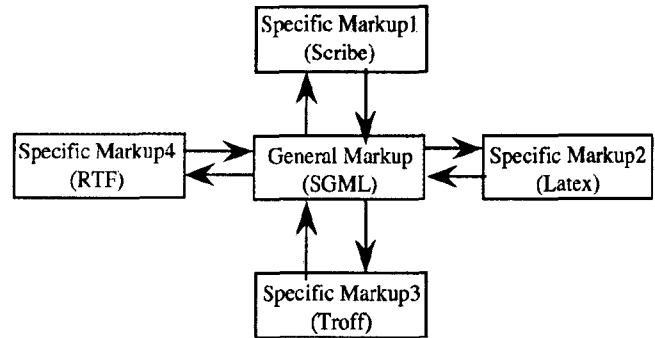 Specific Markup1
(Scribe)
Specific Markup4
(RTF)
General Markup
(SGML)
Specific Markup2
(Latex)
Specific Markup3
(Troff)